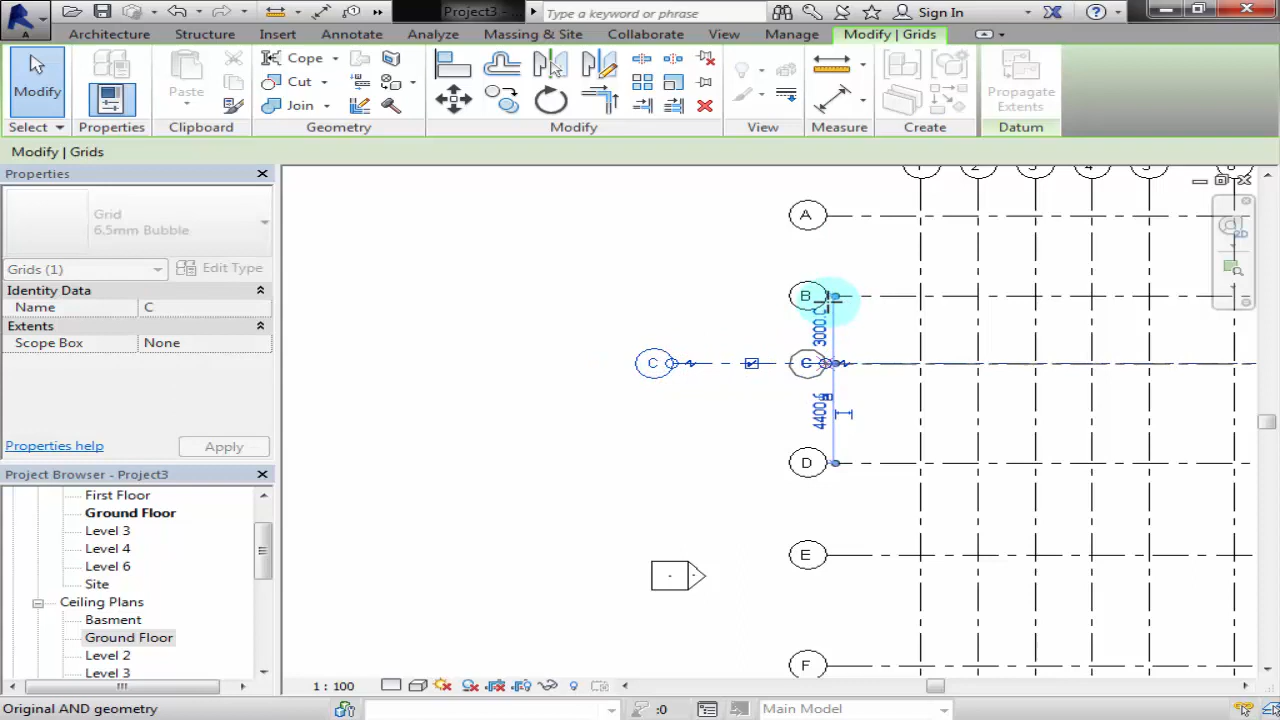 Project3 - ...
Type a keyword or phrase
Sign In
Architecture
Structure
Insert
Annotate
Analyze
Massing & Site
Collaborate
View
Manage
Modify | Grids
Modify
Select
Properties
Paste
Clipboard
Cope
Cut
Join
Geometry
Modify
View
Measure
Create
Propagate
Extents
Datum
Modify | Grids
Properties
Grid
6.5mm Bubble
Grids (1)
Edit Type
Identity Data
Name
C
Extents
Scope Box
None
Properties help
Apply
Project Browser - Project3
First Floor
Ground Floor
Level 3
Level 4
Level 6
Site
Ceiling Plans
Basment
Ground Floor
Level 2
Level 3
A
B
C
C
D
E
F
1 : 100
Original AND geometry
:0
Main Model